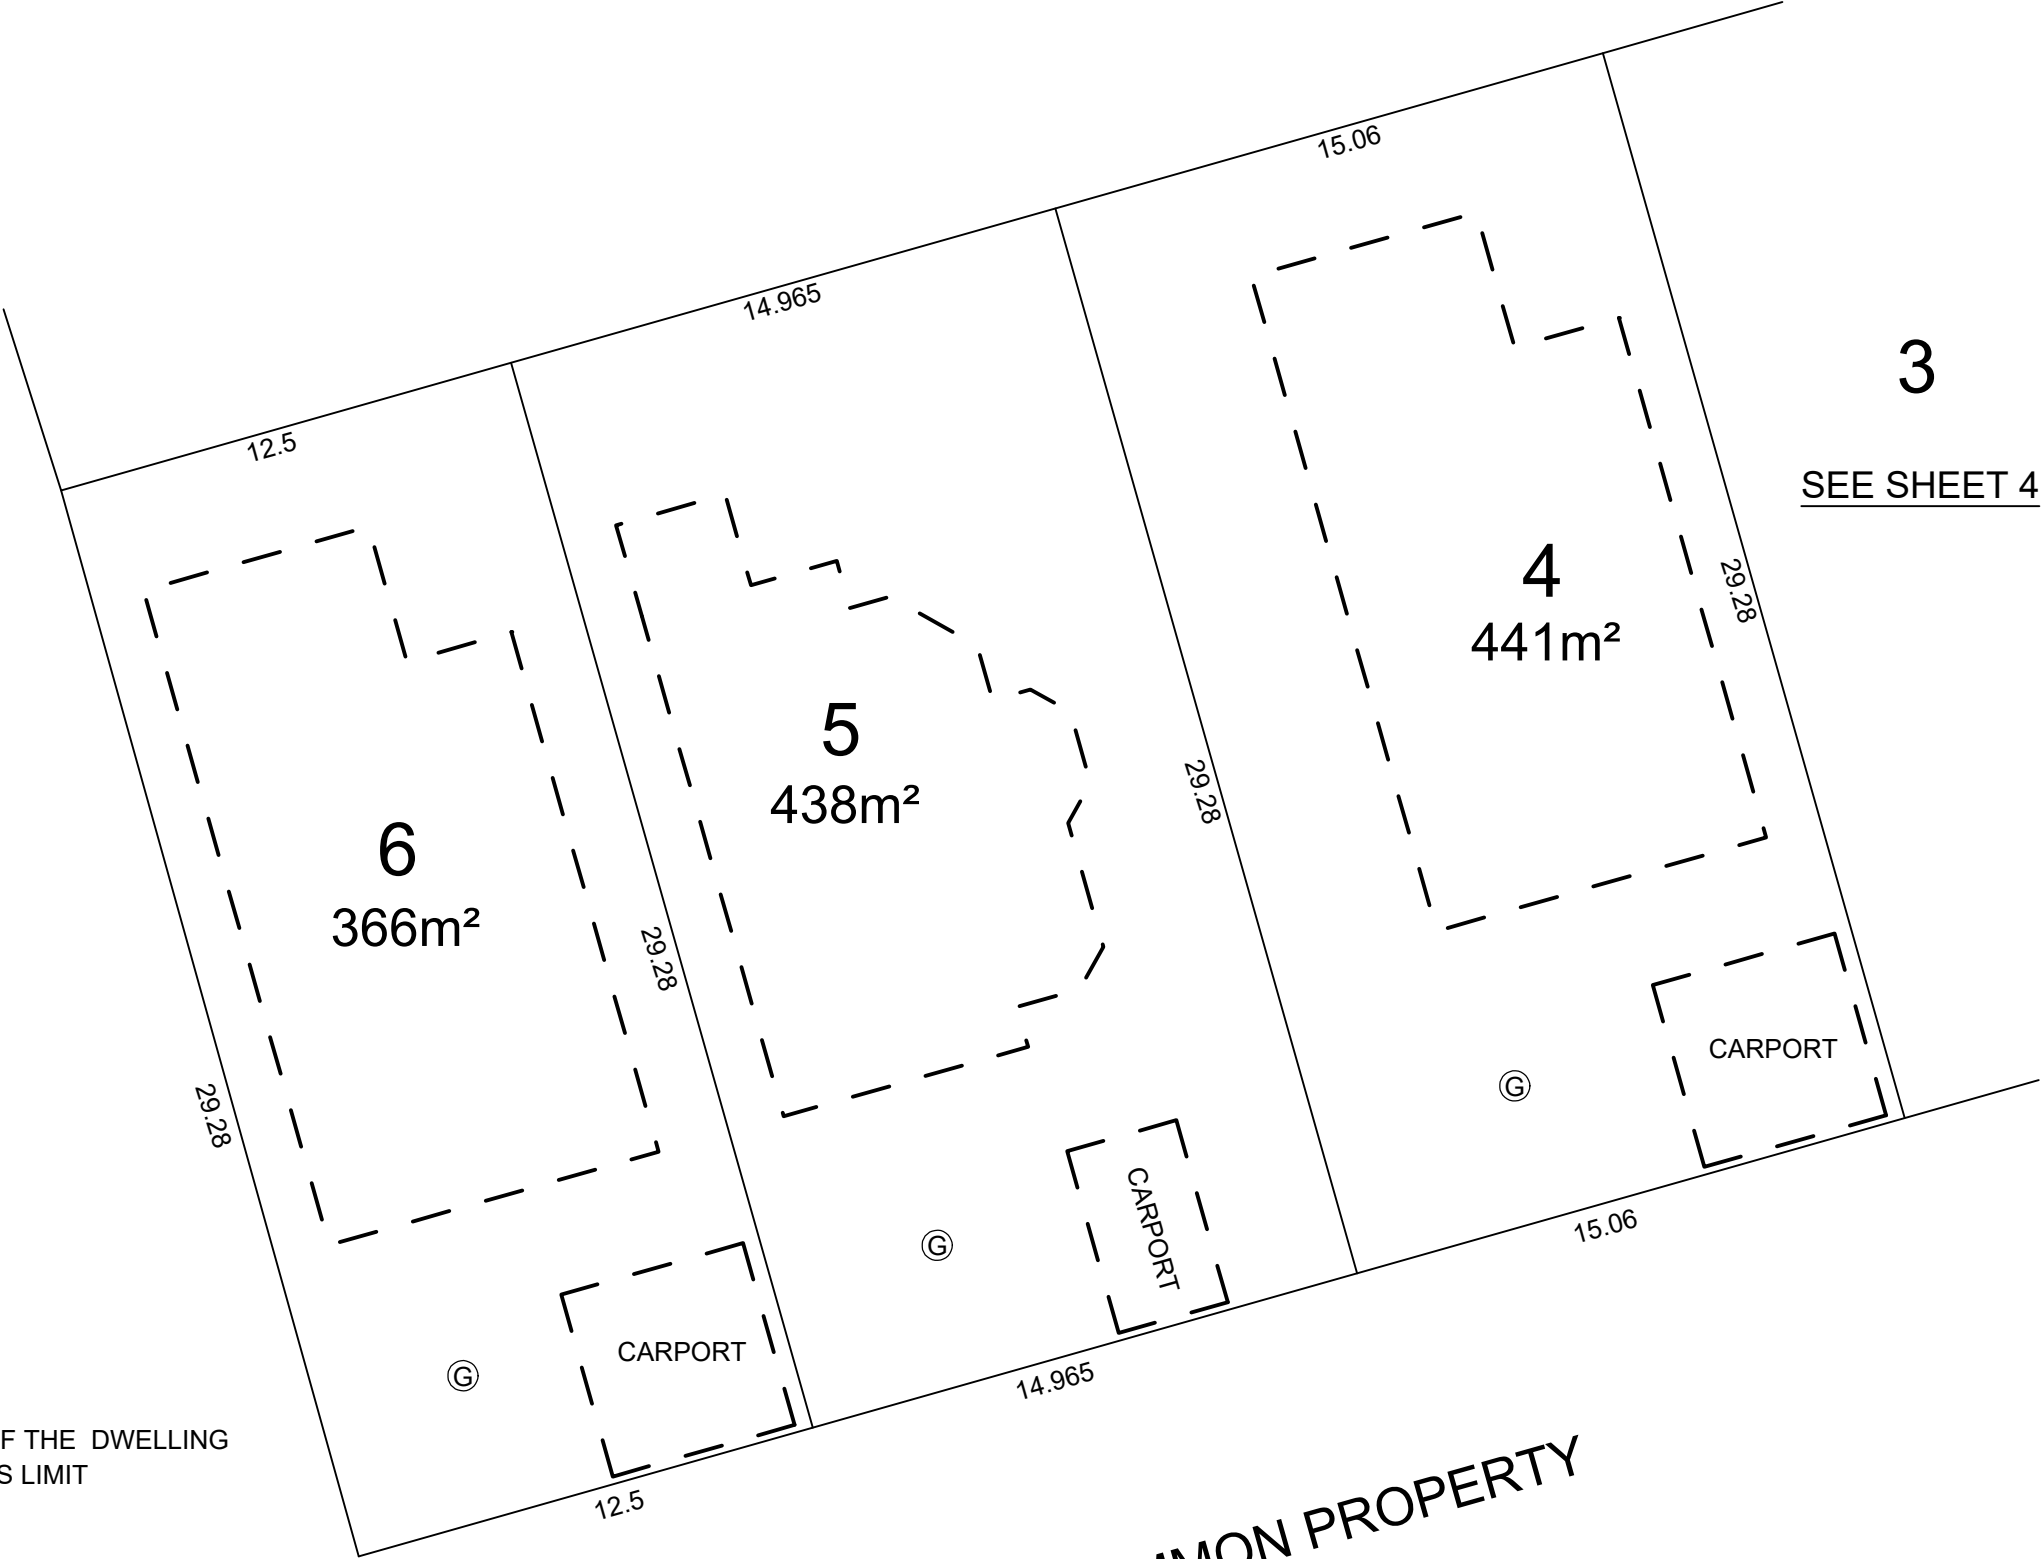 15.06
14.965
12.5
3
SEE SHEET 4
4
441m²
29.28
5
438m²
29.28
6
366m²
29.28
29.28
CARPORT
G
CARPORT
G
CARPORT
G
15.06
14.965
12.5
F THE DWELLING
S LIMIT
PROPERTY